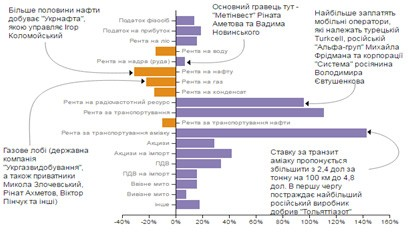 Більше половини нафти
добуває "Укрнафта",
якою управляє Ігор
Коломойський
Основний гравець тут -
"Метінвест" Ріната
Аметова та Вадима
Новинського
Найбільше заплатять
мобільні оператори,
які належать турецкій
Turkcell, російській
"Альфа-груп" Михайла
Фрідмана та корпорації
"Система" росіянина
Володимира
Євтушенкова
Податок фізосіб
Податок на прибуток
Рента на ліс
Рента на воду
Рента на надра (руда)
Рента на нафту
Рента на газ
Рента на конденсат
Рента на радіочастотний ресурс
Рента за транспортування
Рента за транспортування нафти
Рента за транспортування аміаку
Акцизи
Акцизи на імпорт
ПДВ
ПДВ на імпорт
Ввізне мито
Вивізне мито
Інше
Газове лобі (державна
компанія
"Укргазвидобування",
а також приватники
Микола Злочевський,
Рінат Ахметов, Віктор
Пінчук та інші)
Ставку за транзит
аміаку пропонується
збільшити з 2,4 дол за
тонну на 100 км до 4,8
дол. В першу чергу
постраждає найбільший
російський виробник
добрив "Тольяттіазот"
-40% -20% 0% 20% 40% 60% 80% 100% 120% 140% 160%